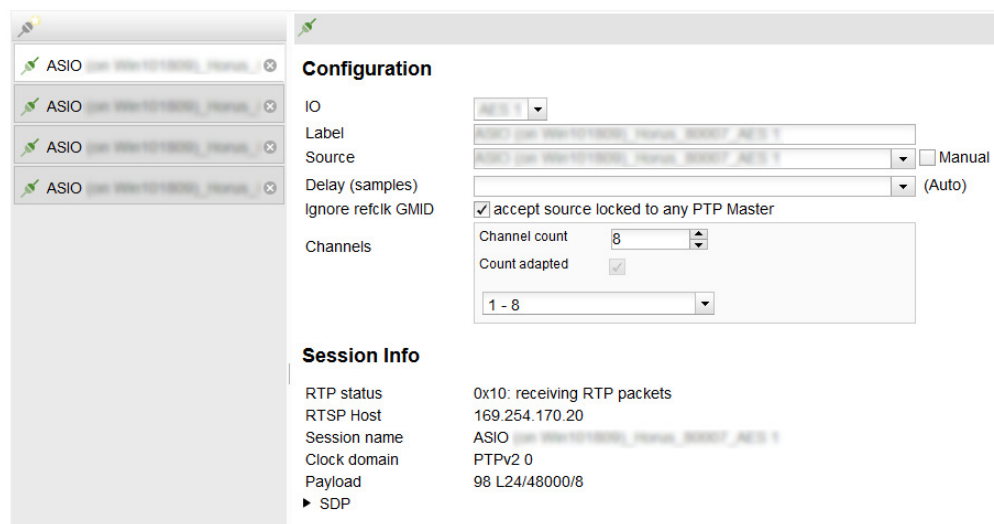 ASIO
ASIO
ASIO
ASIO
Configuration
IO
Label
Source
Manual
Delay (samples)
(Auto)
Ignore refclk GMID
accept source locked to any PTP Master
Channels
Channel count
8
Count adapted
1 - 8
Session Info
RTP status 0x10: receiving RTP packets
RTSP Host 169.254.170.20
Session name ASIO
Clock domain PTPv2 0
Payload 98 L24/48000/8
SDP